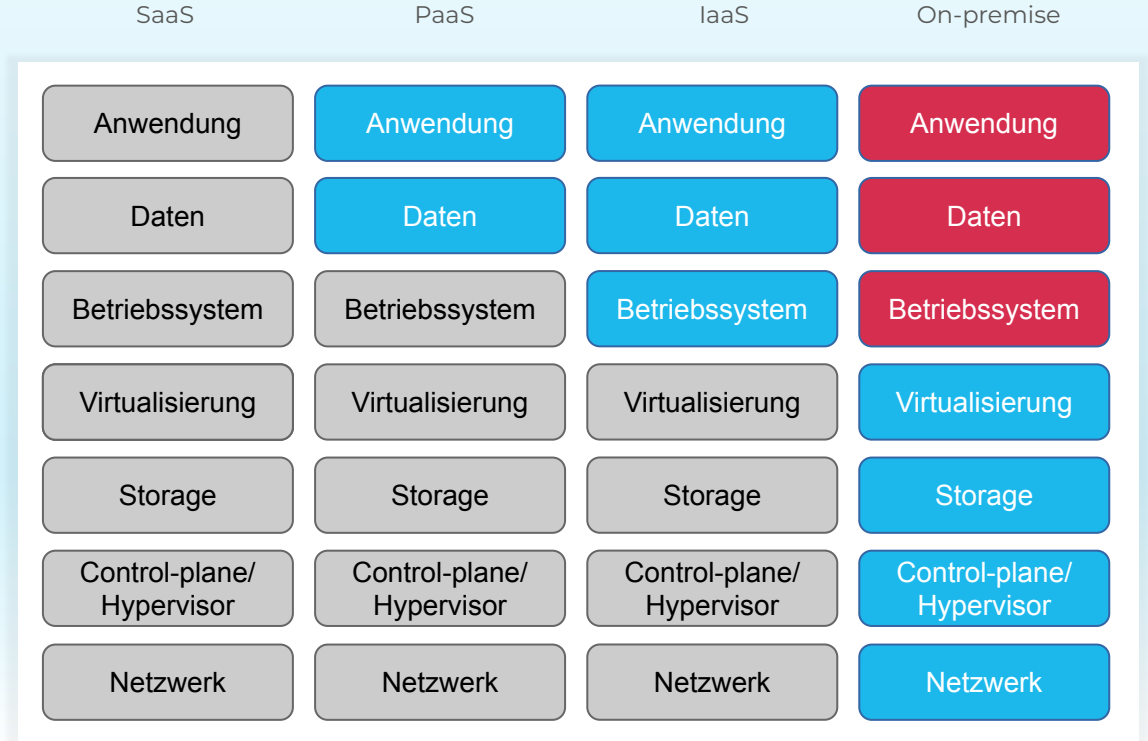 SaaS PaaS IaaS On-premise
Anwendung Anwendung Anwendung Anwendung
Daten Daten Daten Daten
Betriebssystem Betriebssystem Betriebssystem Betriebssystem
Virtualisierung Virtualisierung Virtualisierung Virtualisierung
Storage Storage Storage Storage
Control-plane/ Control-plane/ Control-plane/ Control-plane/
Hypervisor Hypervisor Hypervisor Hypervisor
Netzwerk Netzwerk Netzwerk Netzwerk